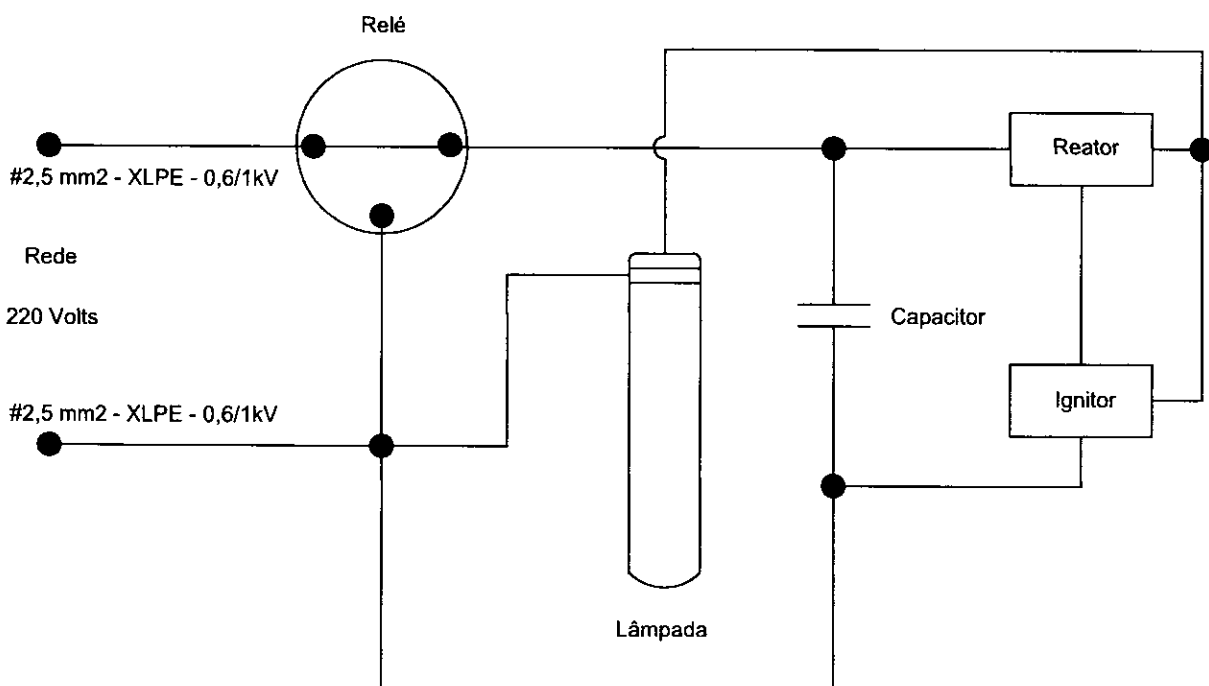 Relé
Reator
#2,5 mm2 - XLPE - 0,6/1kV
Rede
220 Volts
Capacitor
#2,5 mm2 - XLPE - 0,6/1kV
Ignitor
Lâmpada